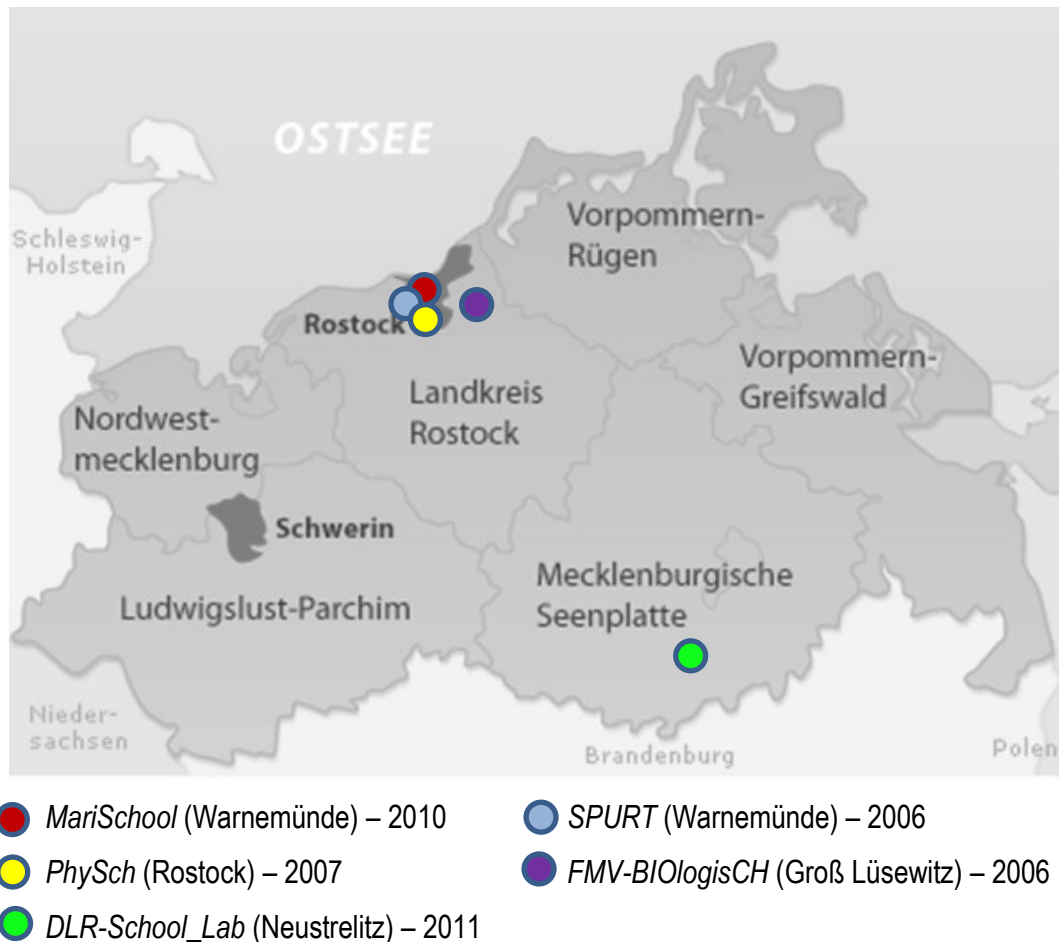 OSTSEE
Schleswig-
Holstein
Vorpommern-
Rügen
Rostock
Vorpommern-
Greifswald
Landkreis
Rostock
Nordwest-
mecklenburg
Schwerin
Mecklenburgische
Seenplatte
Ludwigslust-Parchim
Nieder-
sachsen
Brandenburg
Polen
MariSchool (Warnemünde) – 2010
SPURT (Warnemünde) – 2006
PhySch (Rostock) – 2007
FMV-BIOlogisCH (Groß Lüsewitz) – 2006
DLR-School_Lab (Neustrelitz) – 2011